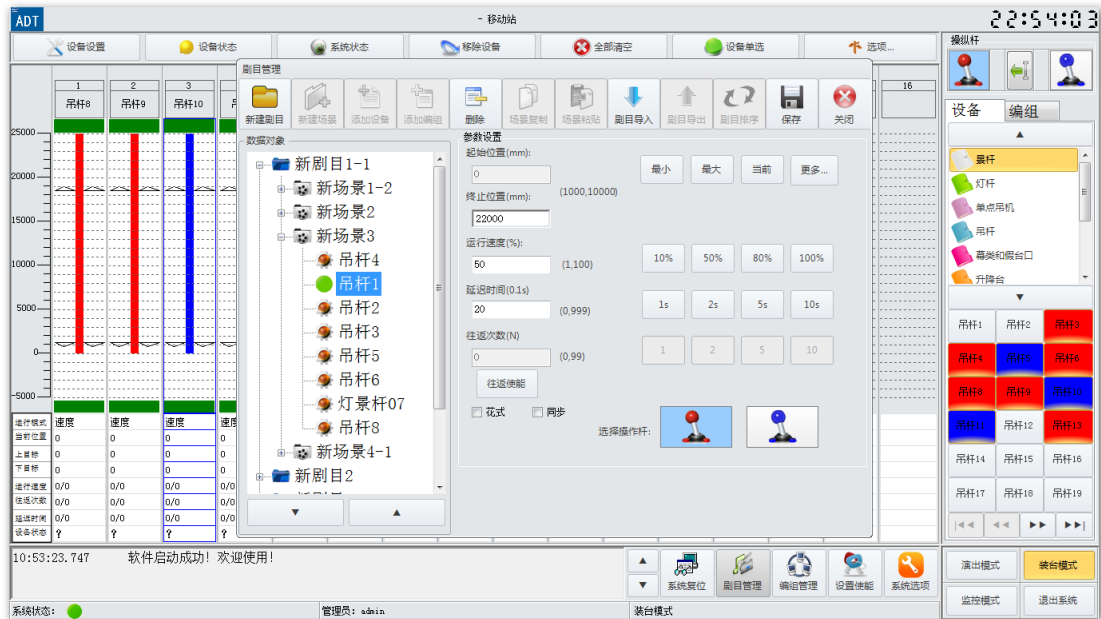 ADT
- 移动站
22:54:03
设备设置
设备状态
系统状态
移除设备
全部清空
设备单选
选项...
操纵杆
1 2 3 16
吊杆8 吊杆9 吊杆10
25000
20000
15000
10000
5000
0
-5000
运行模式 速度 速度 速度 速度
当前位置 0 0 0 0
上目标 0 0 0 0
下目标 0 0 0 0
运行速度 0/0 0/0 0/0 0/0
往返次数 0/0 0/0 0/0 0/0
延迟时间 0/0 0/0 0/0 0/0
设备状态 ? ? ? ?
剧目管理
新建剧目 新建场景 添加设备 添加编组 删除 场景复制 场景粘贴 剧目导入 剧目导出 剧目排序 保存 关闭
数据对象
新剧目1-1
新场景1-2
新场景2
新场景3
吊杆4
吊杆1
吊杆2
吊杆3
吊杆5
吊杆6
灯景杆07
吊杆8
新场景4-1
新剧目2
▼ ▲
参数设置
起始位置(mm):
0
最小 最大 当前 更多...
(1000,10000)
终止位置(mm):
22000
运行速度(%):
50 (1,100) 10% 50% 80% 100%
延迟时间(0.1s)
20 (0,999) 1s 2s 5s 10s
往返次数(N)
0 (0,99) 1 2 5 10
往返使能
花式 同步
选择操作杆:
设备 编组
▲
景杆
灯杆
单点吊机
吊杆
幕类和假台口
升降台
▼
吊杆1 吊杆2 吊杆3
吊杆4 吊杆5 吊杆6
吊杆8 吊杆9 吊杆10
吊杆11 吊杆12 吊杆13
吊杆14 吊杆15 吊杆16
吊杆17 吊杆18 吊杆19
10:53:23.747 软件启动成功! 欢迎使用!
▲
▼
系统复位 剧目管理 编组管理 设置使能 系统选项
演出模式 装台模式
监控模式 退出系统
系统状态: 管理员: admin 装台模式